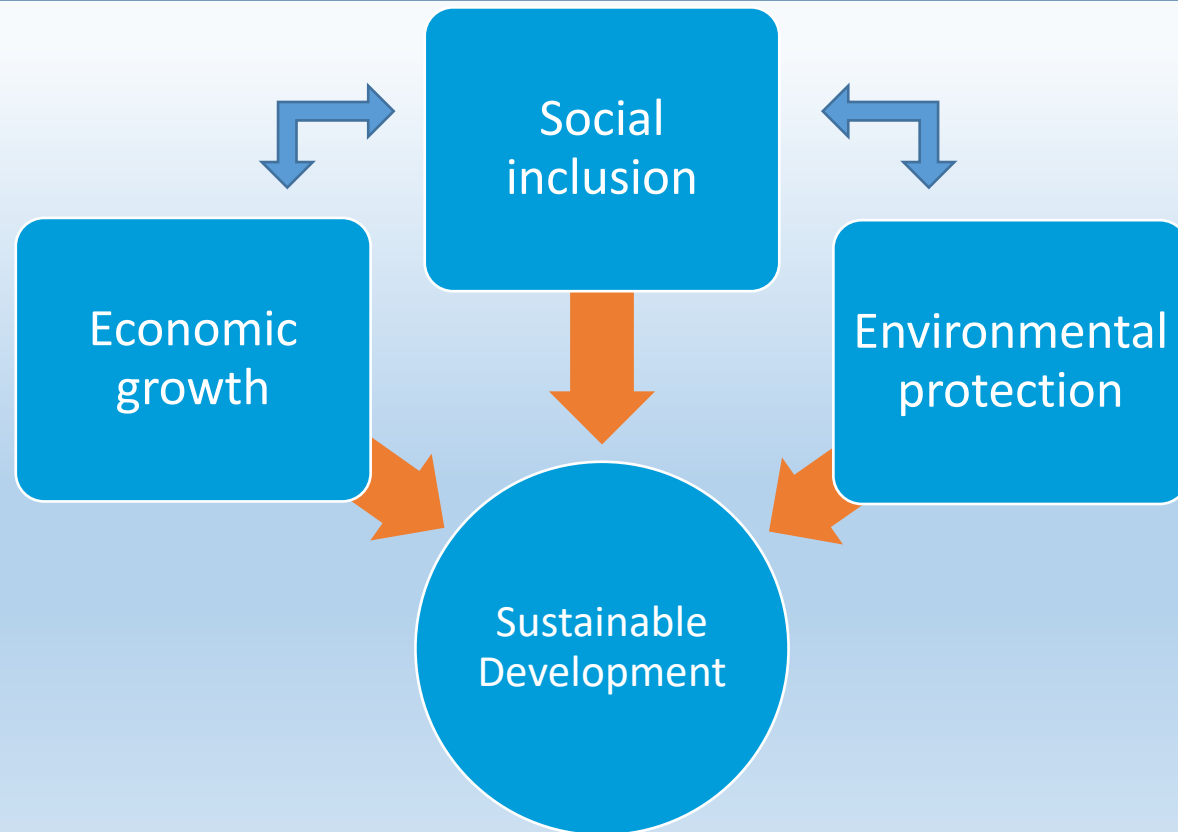 Social
inclusion
Economic
growth
Environmental
protection
Sustainable
Development